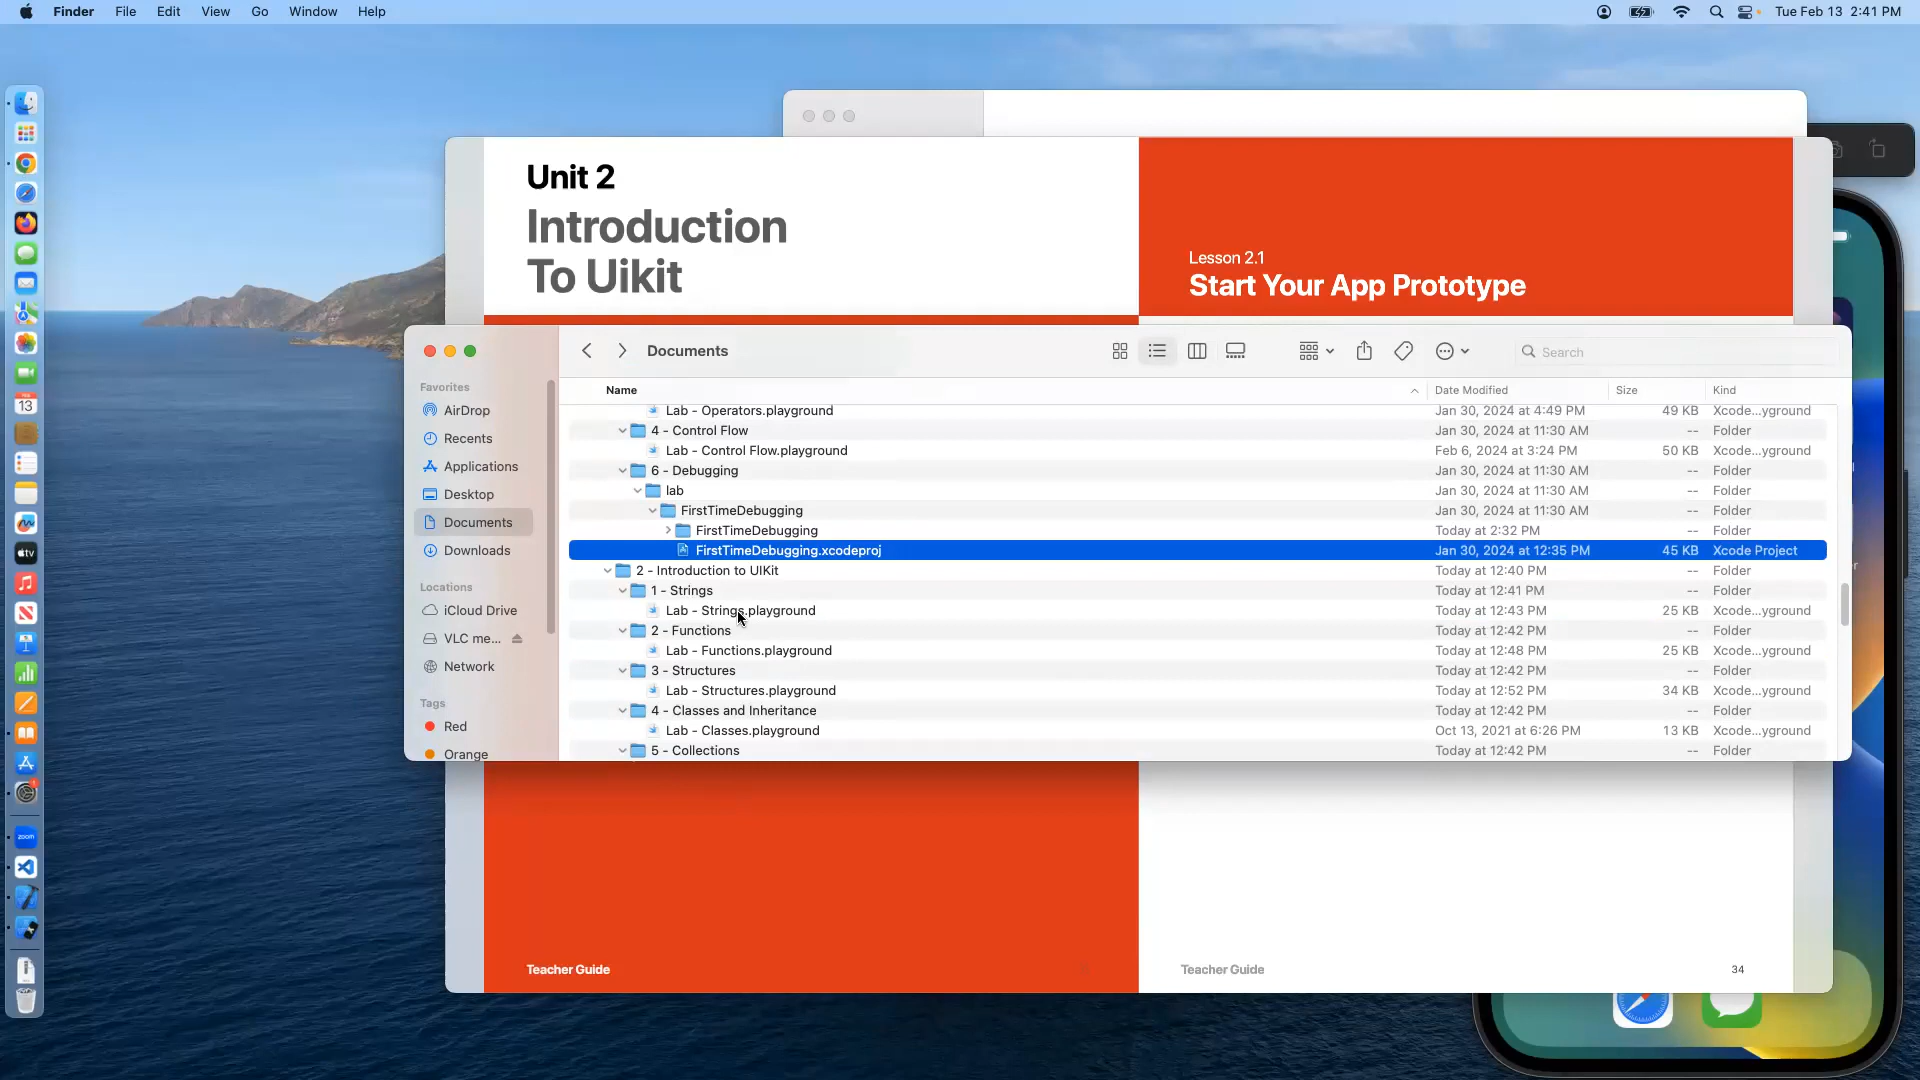 Finder File Edit View Go Window Help
Tue Feb 13 2:41 PM
Unit 2
Introduction
To Uikit
Lesson 2.1
Start Your App Prototype
Documents
Search
Favorites
AirDrop
Recents
Applications
Desktop
Documents
Downloads
Locations
iCloud Drive
VLC me...
Network
Tags
Red
Orange
Name Date Modified Size Kind
Lab - Operators.playground Jan 30, 2024 at 4:49 PM 49 KB Xcode...yground
4 - Control Flow Jan 30, 2024 at 11:30 AM -- Folder
Lab - Control Flow.playground Feb 6, 2024 at 3:24 PM 50 KB Xcode...yground
6 - Debugging Jan 30, 2024 at 11:30 AM -- Folder
lab Jan 30, 2024 at 11:30 AM -- Folder
FirstTimeDebugging Jan 30, 2024 at 11:30 AM -- Folder
FirstTimeDebugging Today at 2:32 PM -- Folder
FirstTimeDebugging.xcodeproj Jan 30, 2024 at 12:35 PM 45 KB Xcode Project
2 - Introduction to UIKit Today at 12:40 PM -- Folder
1 - Strings Today at 12:41 PM -- Folder
Lab - Strings.playground Today at 12:43 PM 25 KB Xcode...yground
2 - Functions Today at 12:42 PM -- Folder
Lab - Functions.playground Today at 12:48 PM 25 KB Xcode...yground
3 - Structures Today at 12:42 PM -- Folder
Lab - Structures.playground Today at 12:52 PM 34 KB Xcode...yground
4 - Classes and Inheritance Today at 12:42 PM -- Folder
Lab - Classes.playground Oct 13, 2021 at 6:26 PM 13 KB Xcode...yground
5 - Collections Today at 12:42 PM -- Folder
Teacher Guide
Teacher Guide 34
13
tv
zoom